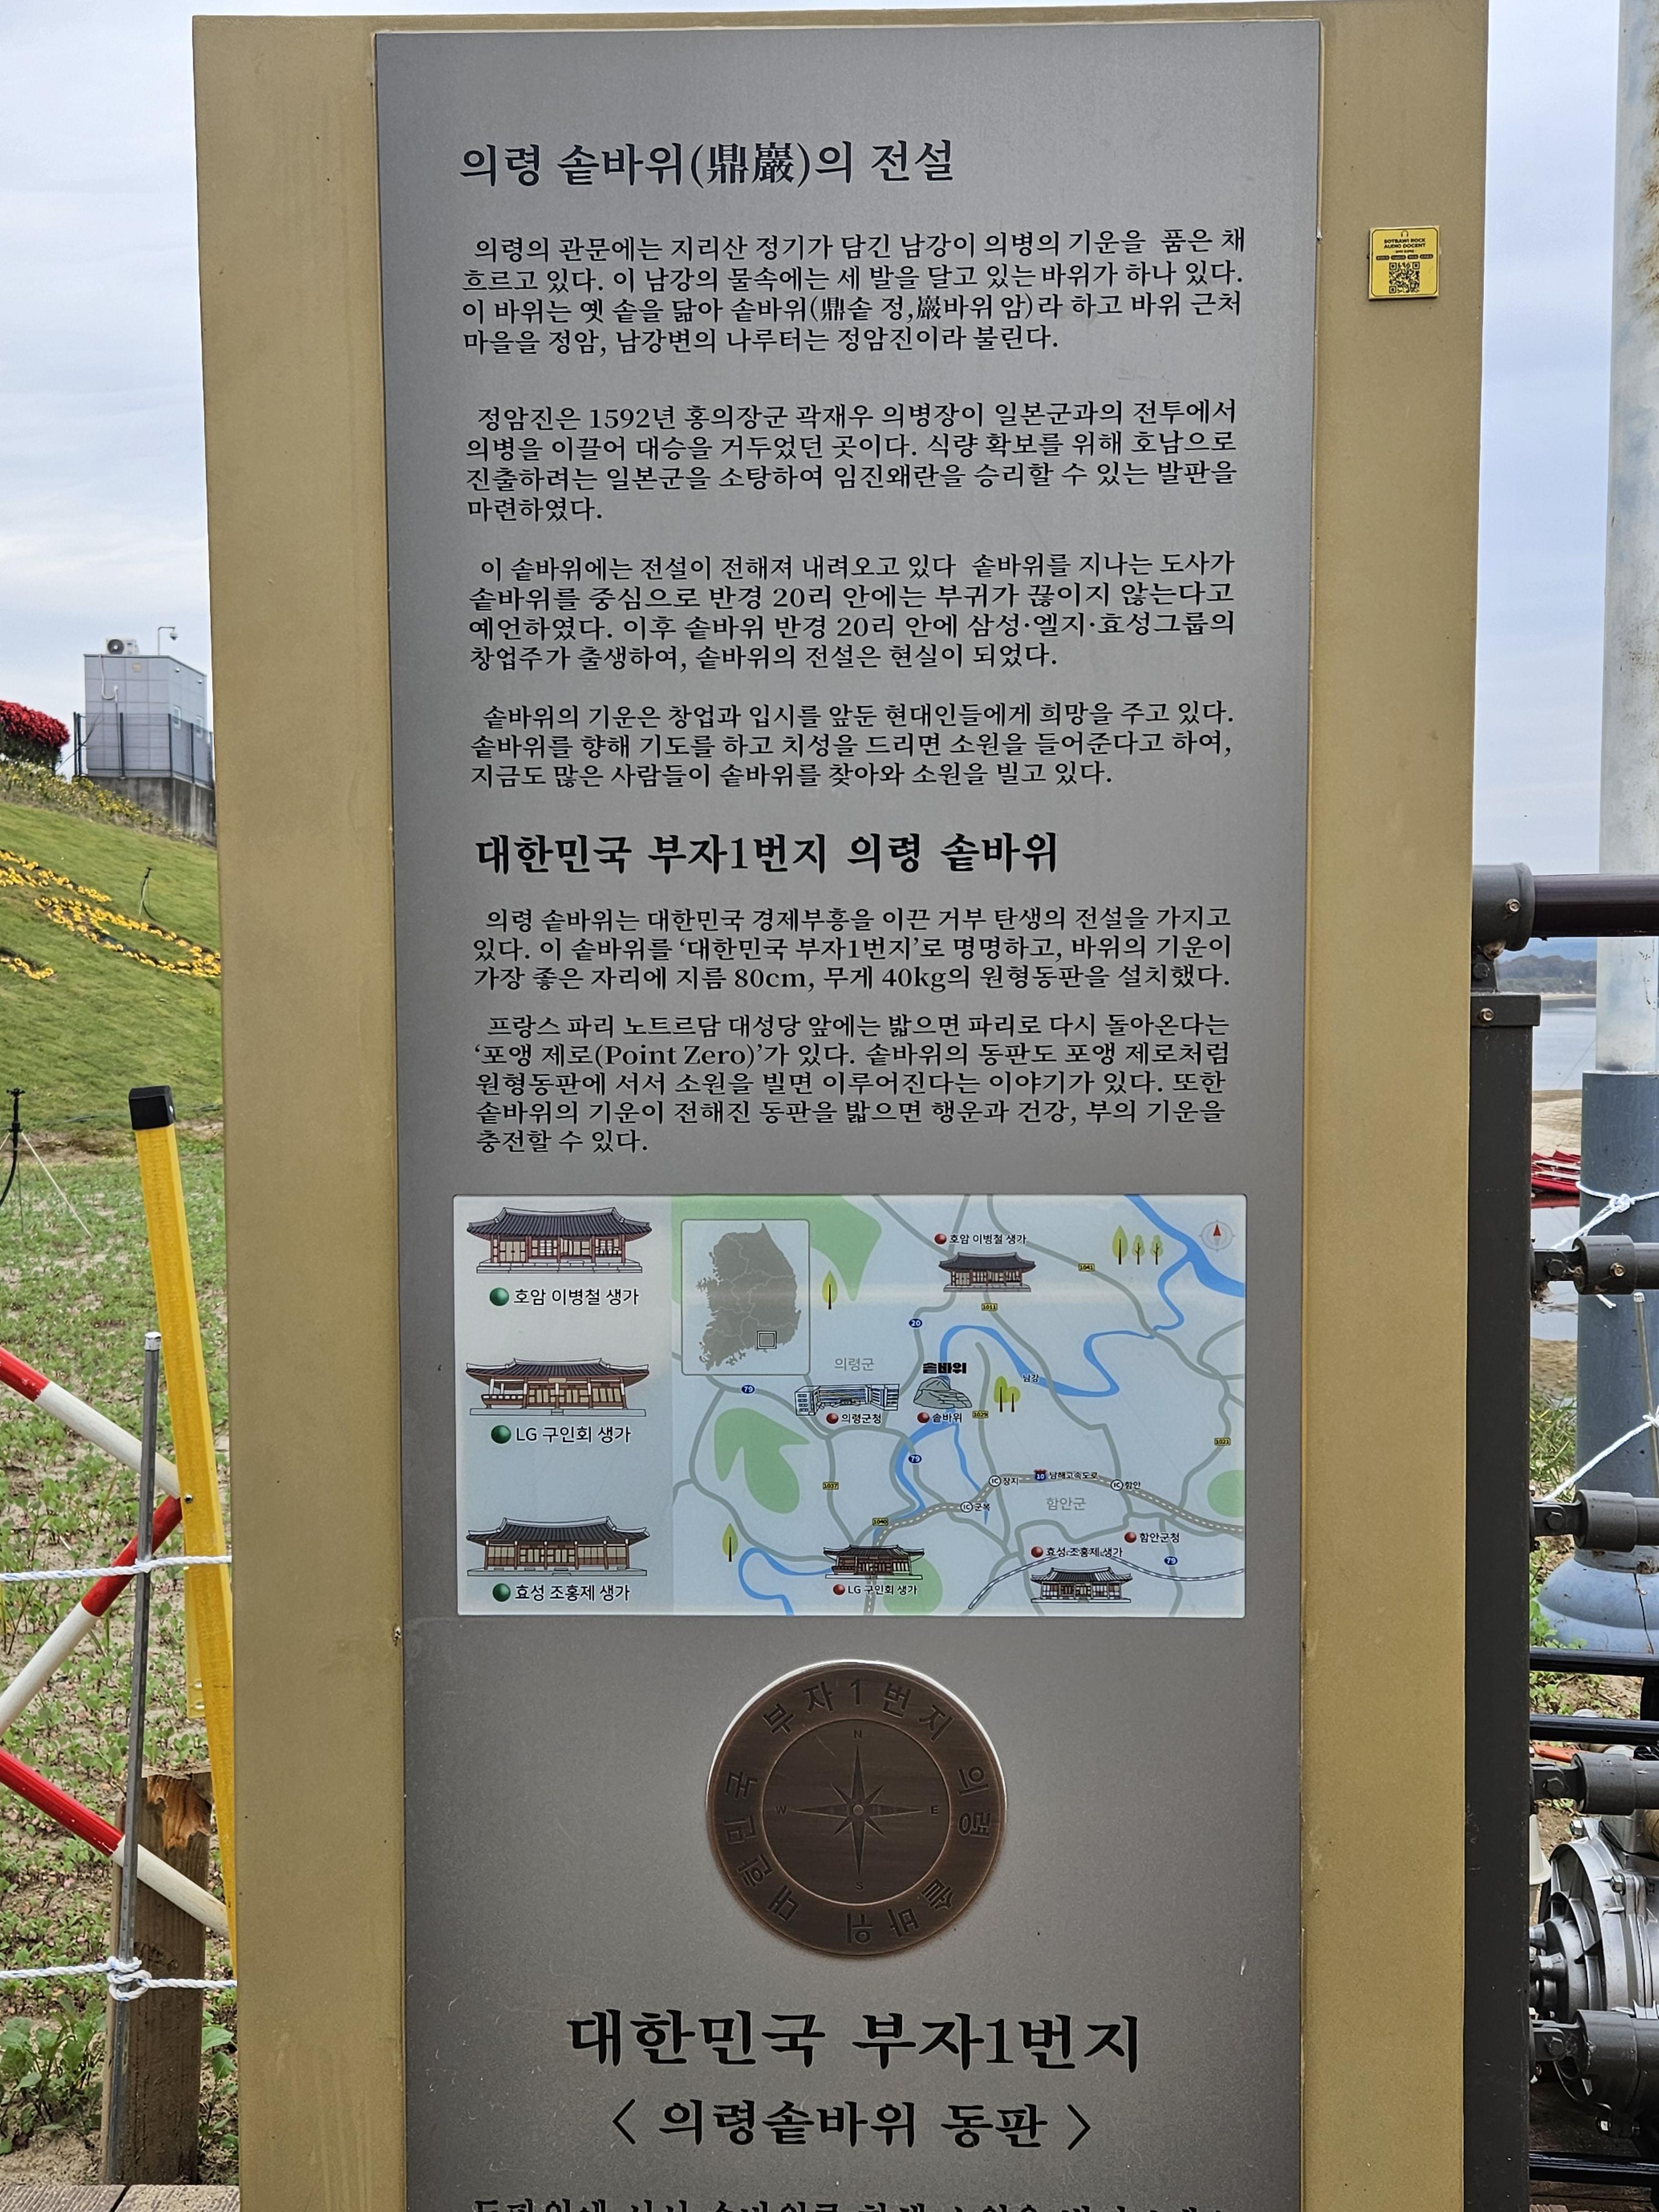 의령 솥바위(鼎巖)의 전설
의령의 관문에는 지리산 정기가 담긴 남강이 의병의 기운을 품은 채
흐르고 있다. 이 남강의 물속에는 세 발을 달고 있는 바위가 하나 있다.
이 바위는 옛 솥을 닮아 솥바위(鼎솥 정,巖바위 암)라 하고 바위 근처
마을을 정암, 남강변의 나루터는 정암진이라 불린다.
정암진은 1592년 홍의장군 곽재우 의병장이 일본군과의 전투에서
의병을 이끌어 대승을 거두었던 곳이다. 식량 확보를 위해 호남으로
진출하려는 일본군을 소탕하여 임진왜란을 승리할 수 있는 발판을
마련하였다.
이 솥바위에는 전설이 전해져 내려오고 있다 솥바위를 지나는 도사가
솥바위를 중심으로 반경 20리 안에는 부귀가 끊이지 않는다고
예언하였다. 이후 솥바위 반경 20리 안에 삼성·엘지·효성그룹의
창업주가 출생하여, 솥바위의 전설은 현실이 되었다.
솥바위의 기운은 창업과 입시를 앞둔 현대인들에게 희망을 주고 있다.
솥바위를 향해 기도를 하고 치성을 드리면 소원을 들어준다고 하여,
지금도 많은 사람들이 솥바위를 찾아와 소원을 빌고 있다.
대한민국 부자1번지 의령 솥바위
의령 솥바위는 대한민국 경제부흥을 이끈 거부 탄생의 전설을 가지고
있다. 이 솥바위를 ‘대한민국 부자1번지’로 명명하고, 바위의 기운이
가장 좋은 자리에 지름 80cm, 무게 40kg의 원형동판을 설치했다.
프랑스 파리 노트르담 대성당 앞에는 밟으면 파리로 다시 돌아온다는
‘포앵 제로(Point Zero)’가 있다. 솥바위의 동판도 포앵 제로처럼
원형동판에 서서 소원을 빌면 이루어진다는 이야기가 있다. 또한
솥바위의 기운이 전해진 동판을 밟으면 행운과 건강, 부의 기운을
충전할 수 있다.
호암 이병철 생가
LG 구인회 생가
효성 조홍제 생가
호암 이병철 생가
1041
1011
20
의령군
솥바위
남강
79
의령군청
솥바위
1029
1021
79
장지
10 남해고속도로
IC 함안
1037
IC 군북
함안군
1040
함안군청
효성 조홍제 생가
79
LG 구인회 생가
대한민국 부자1번지 의령 솥바위
N
W E
S
대한민국 부자1번지
< 의령솥바위 동판 >
SOTBAWI ROCK
AUDIO DOCENT